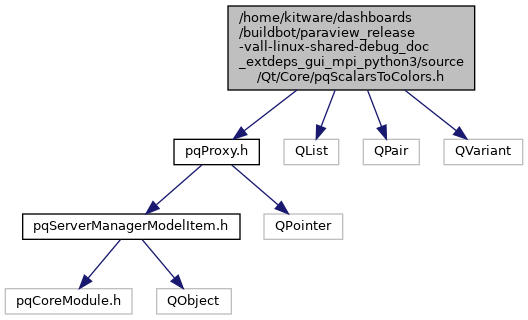 /home/kitware/dashboards
/buildbot/paraview_release
-vall-linux-shared-debug_doc
_extdeps_gui_mpi_python3/source
/Qt/Core/pqScalarsToColors.h
pqProxy.h
QList
QPair
QVariant
pqServerManagerModelItem.h
QPointer
pqCoreModule.h
QObject